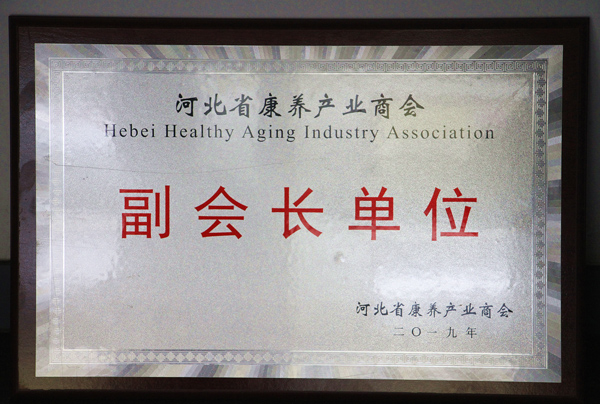 河北省康养产业商会
Hebei Healthy Aging Industry Association
副会长单位
河北省康养产业商会
二〇一九年